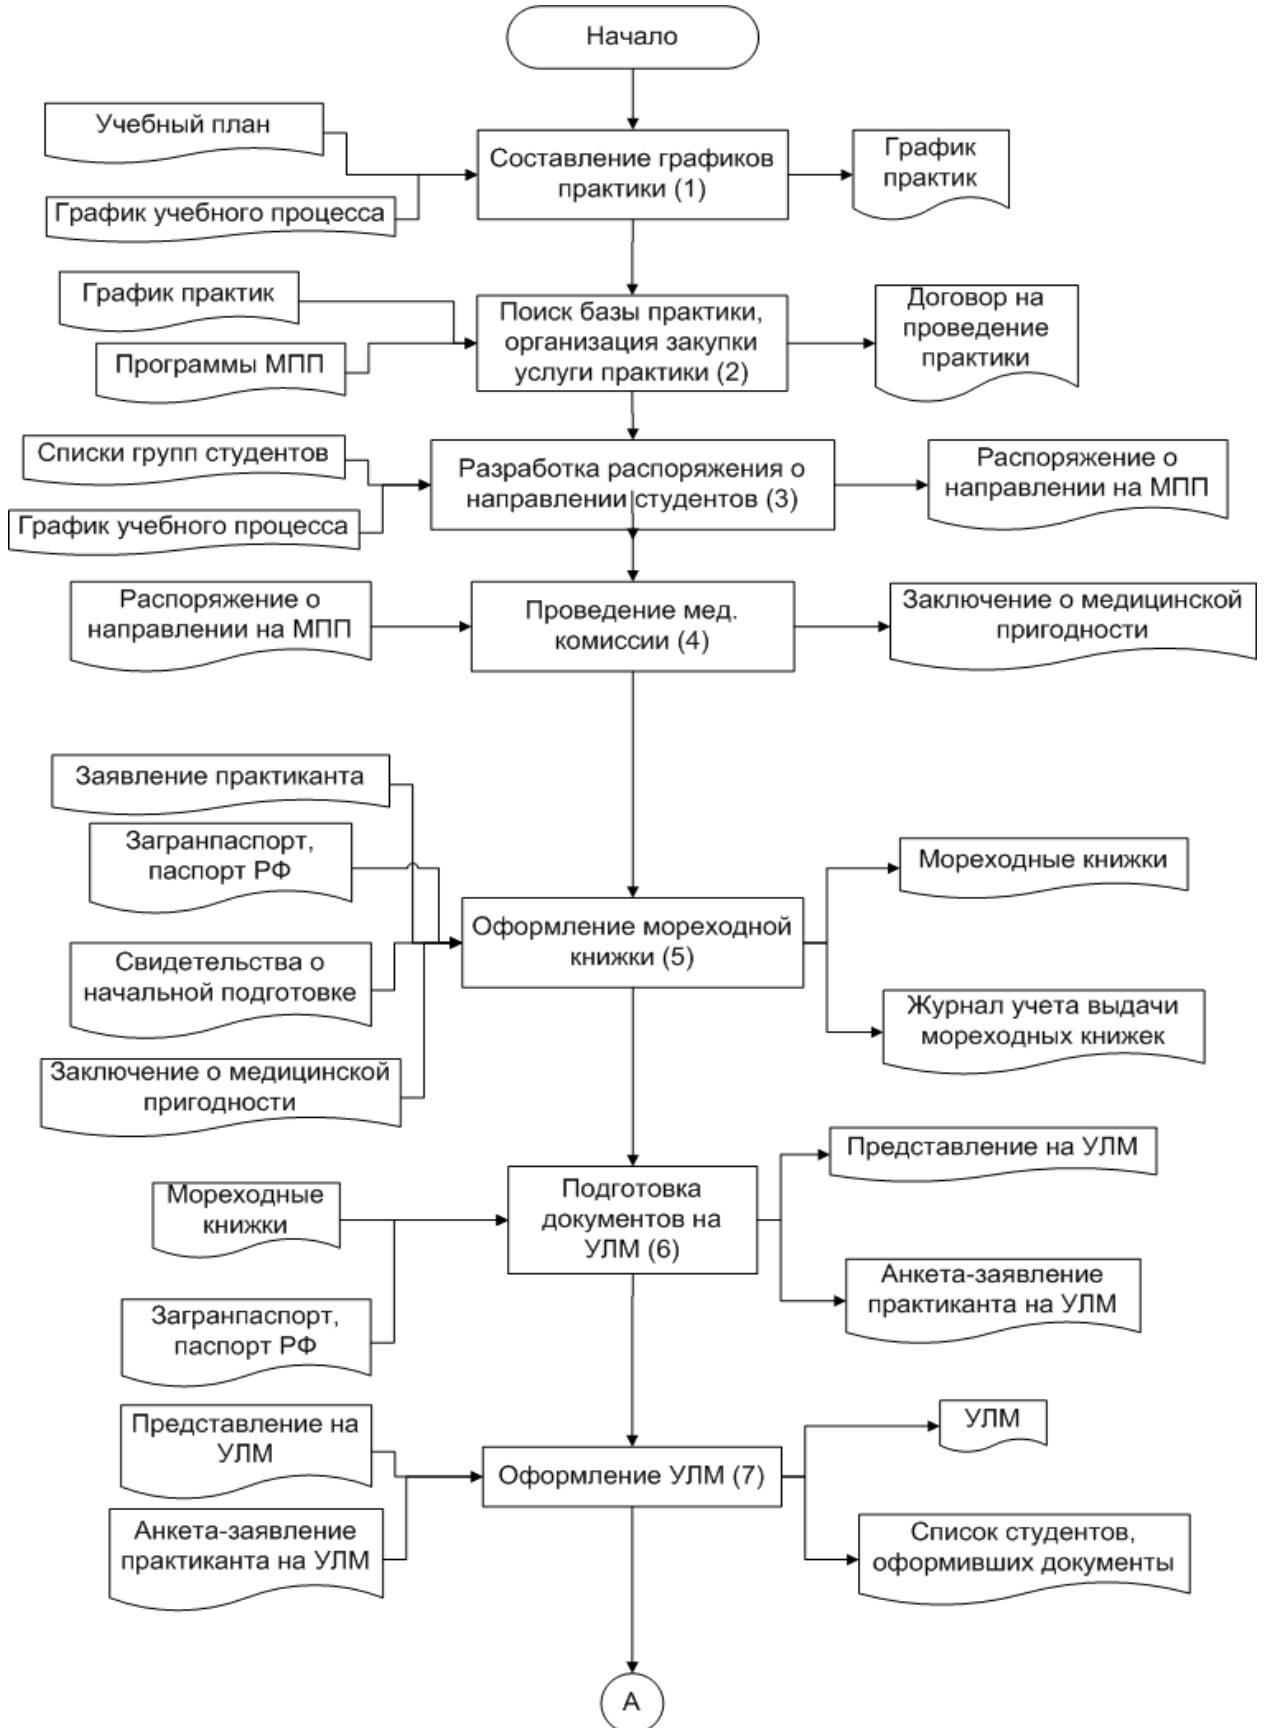 Начало
Учебный план
График учебного процесса
Составление графиков
практики (1)
График
практик
График практик
Программы МПП
Поиск базы практики,
организация закупки
услуги практики (2)
Договор на
проведение
практики
Списки групп студентов
График учебного процесса
Разработка распоряжения о
направлении студентов (3)
Распоряжение о
направлении на МПП
Распоряжение о
направлении на МПП
Проведение мед.
комиссии (4)
Заключение о медицинской
пригодности
Заявление практиканта
Загранпаспорт,
паспорт РФ
Свидетельства о
начальной подготовке
Заключение о медицинской
пригодности
Оформление мореходной
книжки (5)
Мореходные книжки
Журнал учета выдачи
мореходных книжек
Мореходные
книжки
Загранпаспорт,
паспорт РФ
Подготовка
документов на
УЛМ (6)
Представление на УЛМ
Анкета-заявление
практиканта на УЛМ
Представление на
УЛМ
Анкета-заявление
практиканта на УЛМ
Оформление УЛМ (7)
УЛМ
Список студентов,
оформивших документы
А